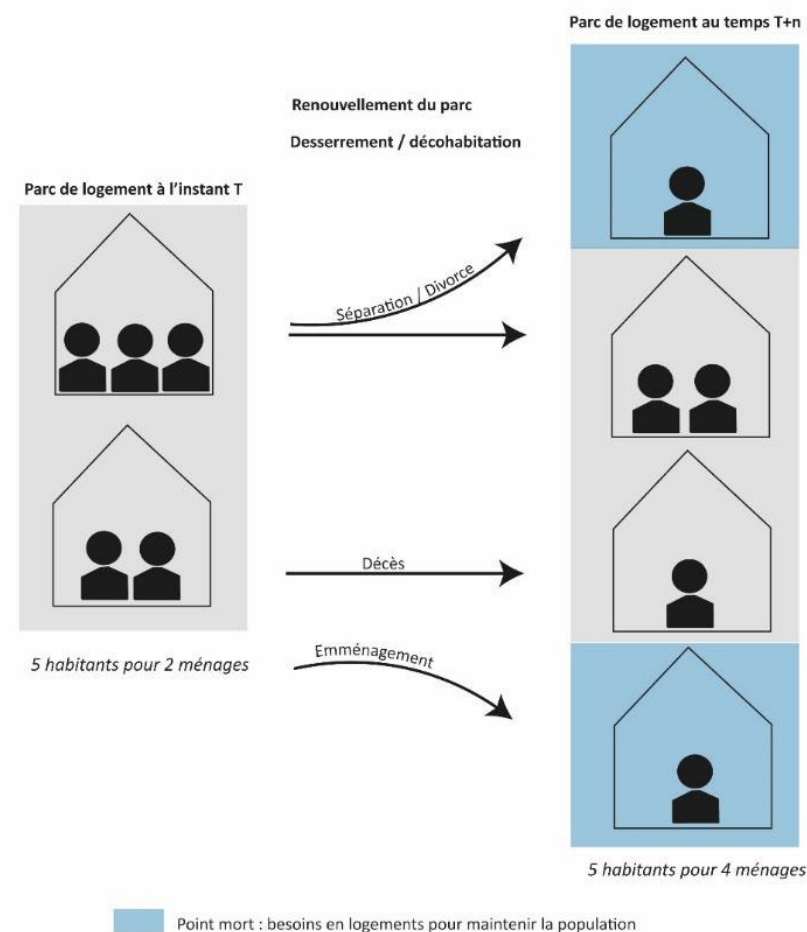 Parc de logement au temps T+n
Renouvellement du parc
Desserrement / décohabitation
Parc de logement à l’instant T
Séparation / Divorce
Décès
Emménagement
5 habitants pour 2 ménages
5 habitants pour 4 ménages
Point mort : besoins en logements pour maintenir la population